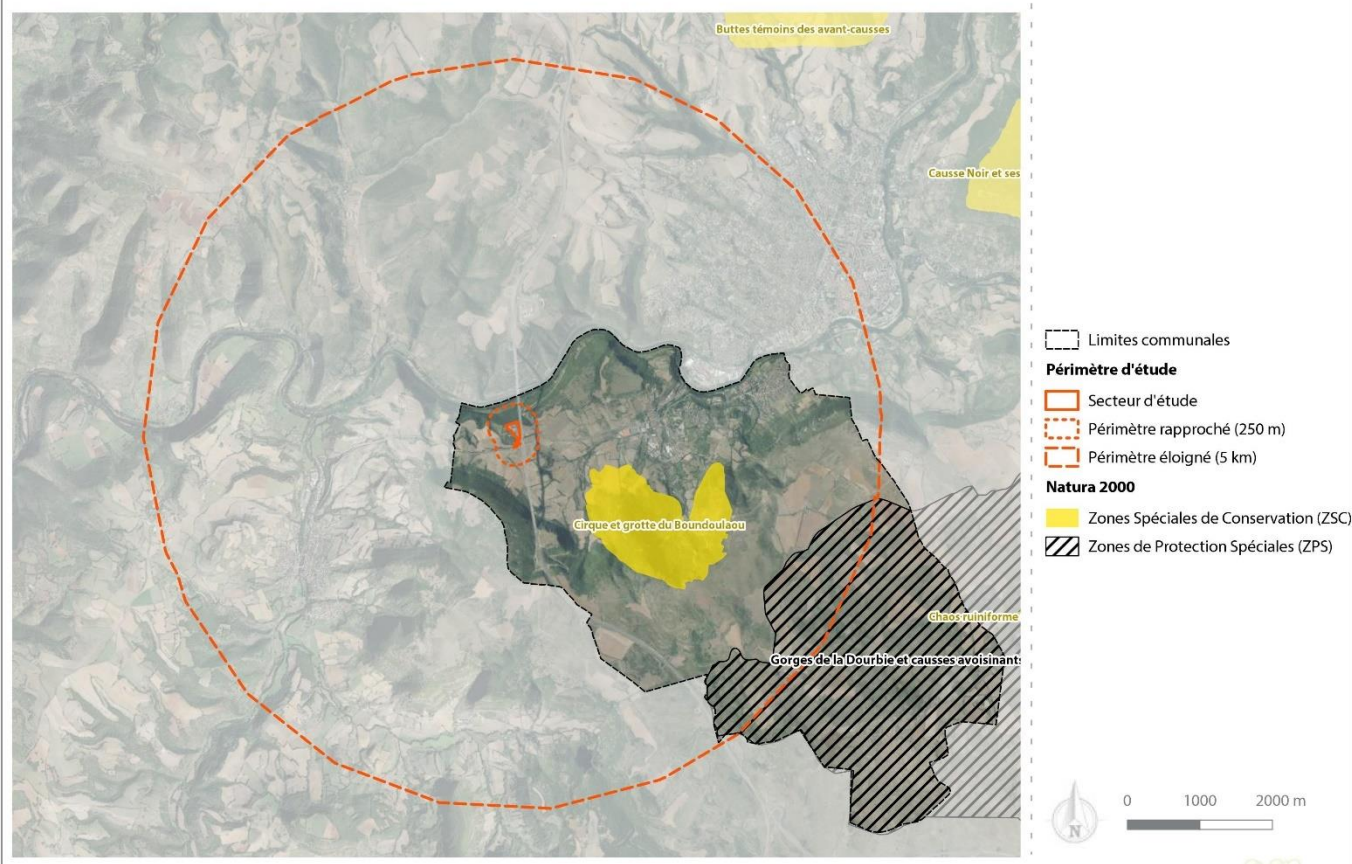 Buttes témoins des avant-causses
Causse Noir et ses
Cirque et grotte du Boundoulaou
Chaos ruiniforme
Gorges de la Dourbie et causses avoisinants
Limites communales
Périmètre d'étude
Secteur d'étude
Périmètre rapproché (250 m)
Périmètre éloigné (5 km)
Natura 2000
Zones Spéciales de Conservation (ZSC)
Zones de Protection Spéciales (ZPS)
N
0 1000 2000 m